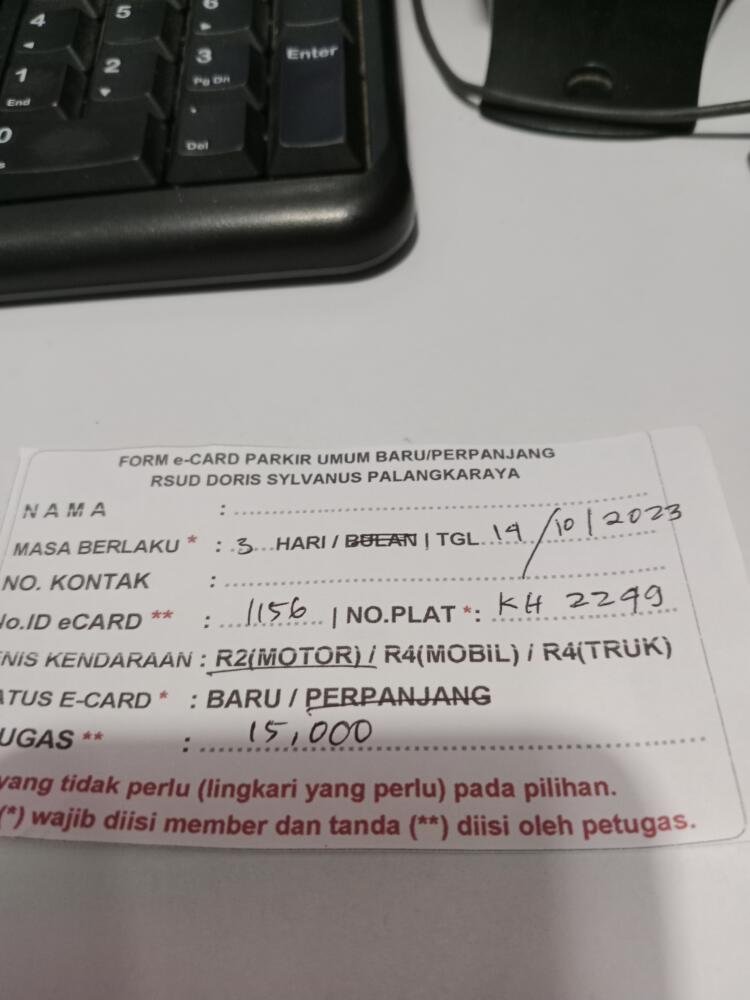 4 5 6
1 2 3 Enter
End Pg Dn
0 Del
FORM e-CARD PARKIR UMUM BARU/PERPANJANG
RSUD DORIS SYLVANUS PALANGKARAYA
NAMA :
MASA BERLAKU * : 3 HARI / BULAN | TGL. 14/10/2023
NO. KONTAK :
No.ID eCARD ** : 1156 | NO.PLAT *: KH 2299
NIS KENDARAAN : R2(MOTOR) / R4(MOBIL) / R4(TRUK)
ATUS E-CARD * : BARU / PERPANJANG
UGAS ** : 15,000
yang tidak perlu (lingkari yang perlu) pada pilihan.
(*) wajib diisi member dan tanda (**) diisi oleh petugas.